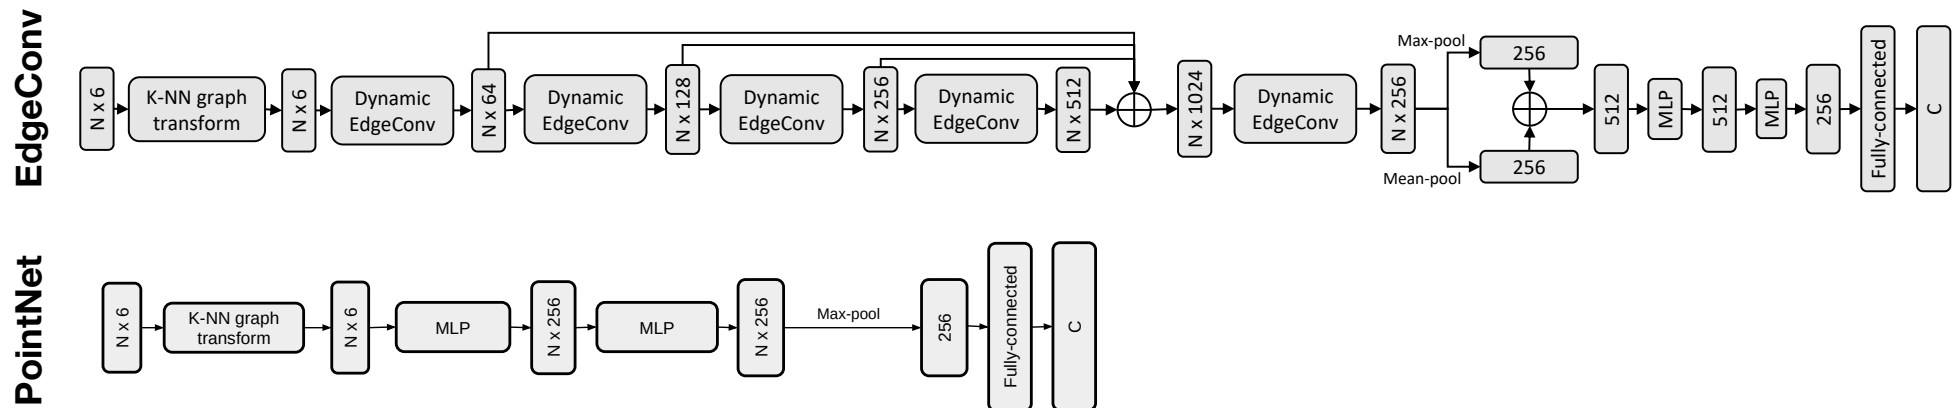 EdgeConv
N x 6
K-NN graph
transform
N x 6
Dynamic
EdgeConv
N x 64
Dynamic
EdgeConv
N x 128
Dynamic
EdgeConv
N x 256
Dynamic
EdgeConv
N x 512
N x 1024
Dynamic
EdgeConv
N x 256
Max-pool
256
Mean-pool
256
512
MLP
512
MLP
256
Fully-connected
C
PointNet
N x 6
K-NN graph
transform
N x 6
MLP
N x 256
MLP
N x 256
Max-pool
256
Fully-connected
C